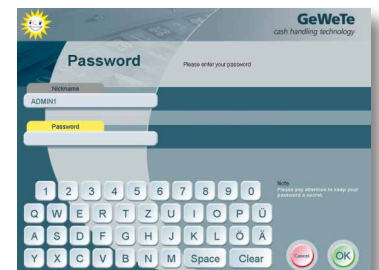 GeWeTe
cash handling technology
Password
Please enter your password
Nickname
ADMIN1
Password
Note
Please pay attention to keep your
password a secret.
1 2 3 4 5 6 7 8 9 0
Q W E R T Z U I O P Ü
A S D F G H J K L Ö Ä
Y X C V B N M Space Clear
Cancel OK